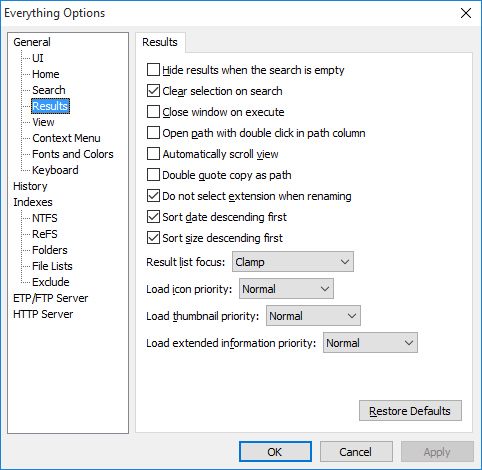 Everything Options
General
UI
Home
Search
Results
View
Context Menu
Fonts and Colors
Keyboard
History
Indexes
NTFS
ReFS
Folders
File Lists
Exclude
ETP/FTP Server
HTTP Server
Results
Hide results when the search is empty
Clear selection on search
Close window on execute
Open path with double click in path column
Automatically scroll view
Double quote copy as path
Do not select extension when renaming
Sort date descending first
Sort size descending first
Result list focus: Clamp
Load icon priority: Normal
Load thumbnail priority: Normal
Load extended information priority: Normal
Restore Defaults
OK Cancel Apply